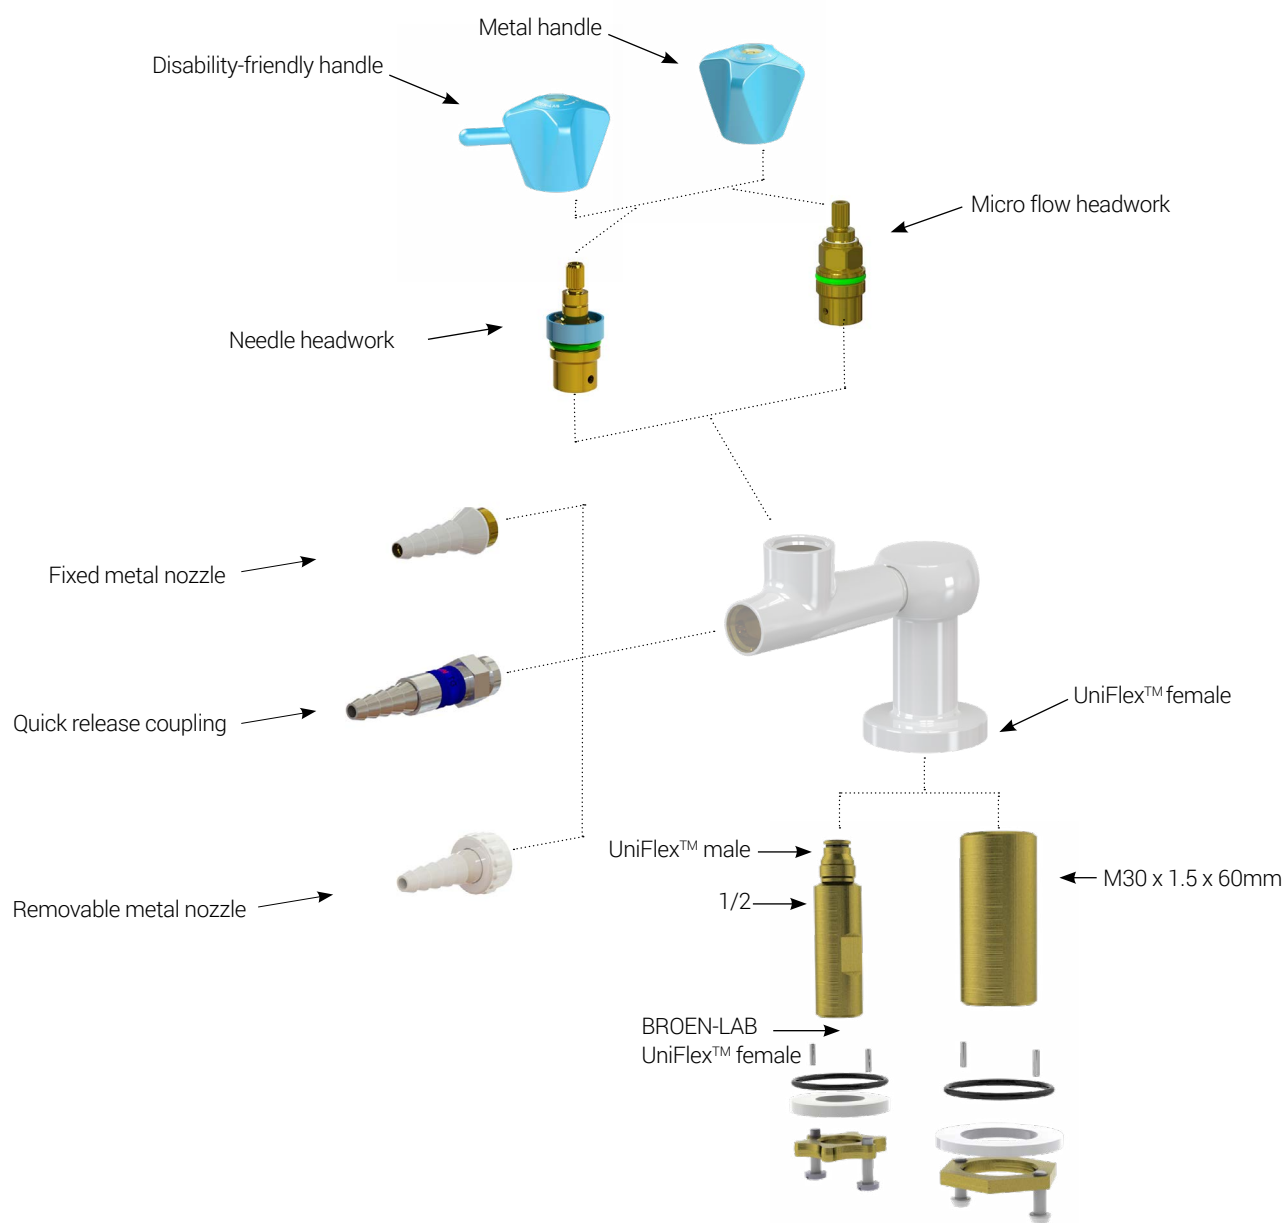 Metal handle
Disability-friendly handle
Micro flow headwork
Needle headwork
Fixed metal nozzle
UniFlex™ female
Quick release coupling
UniFlex™ male
M30 x 1.5 x 60mm
1/2
Removable metal nozzle
BROEN-LAB
UniFlex™ female